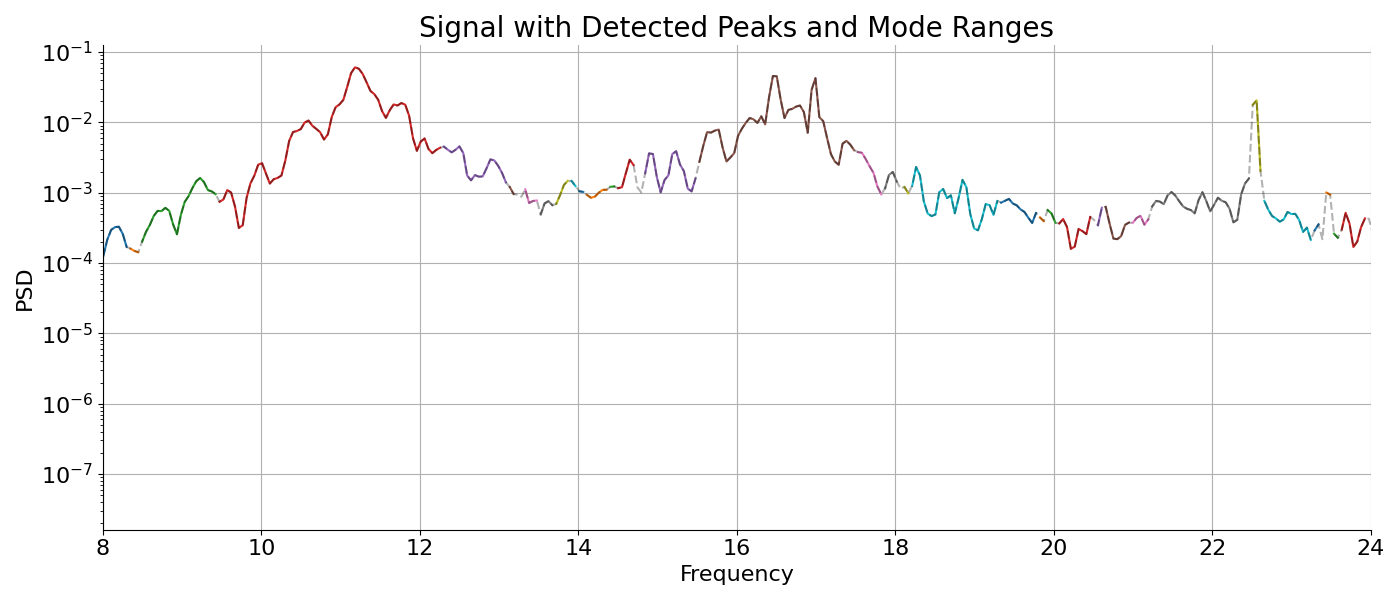 Signal with Detected Peaks and Mode Ranges
10⁻¹
10⁻²
10⁻³
10⁻⁴
10⁻⁵
10⁻⁶
10⁻⁷
PSD
8 10 12 14 16 18 20 22 24
Frequency